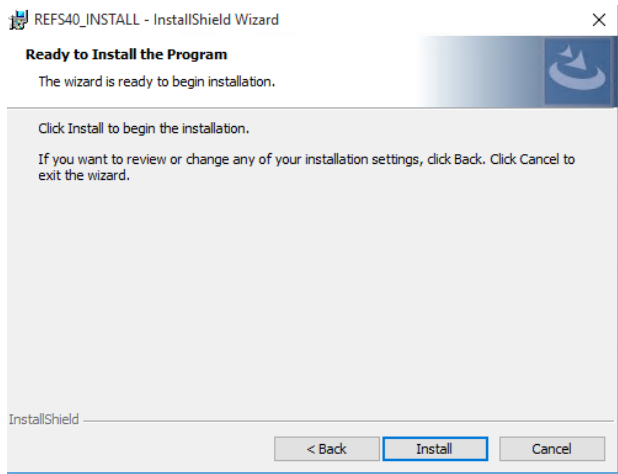 REFS40_INSTALL - InstallShield Wizard
Ready to Install the Program
The wizard is ready to begin installation.
Click Install to begin the installation.
If you want to review or change any of your installation settings, click Back. Click Cancel to
exit the wizard.
InstallShield
< Back Install Cancel